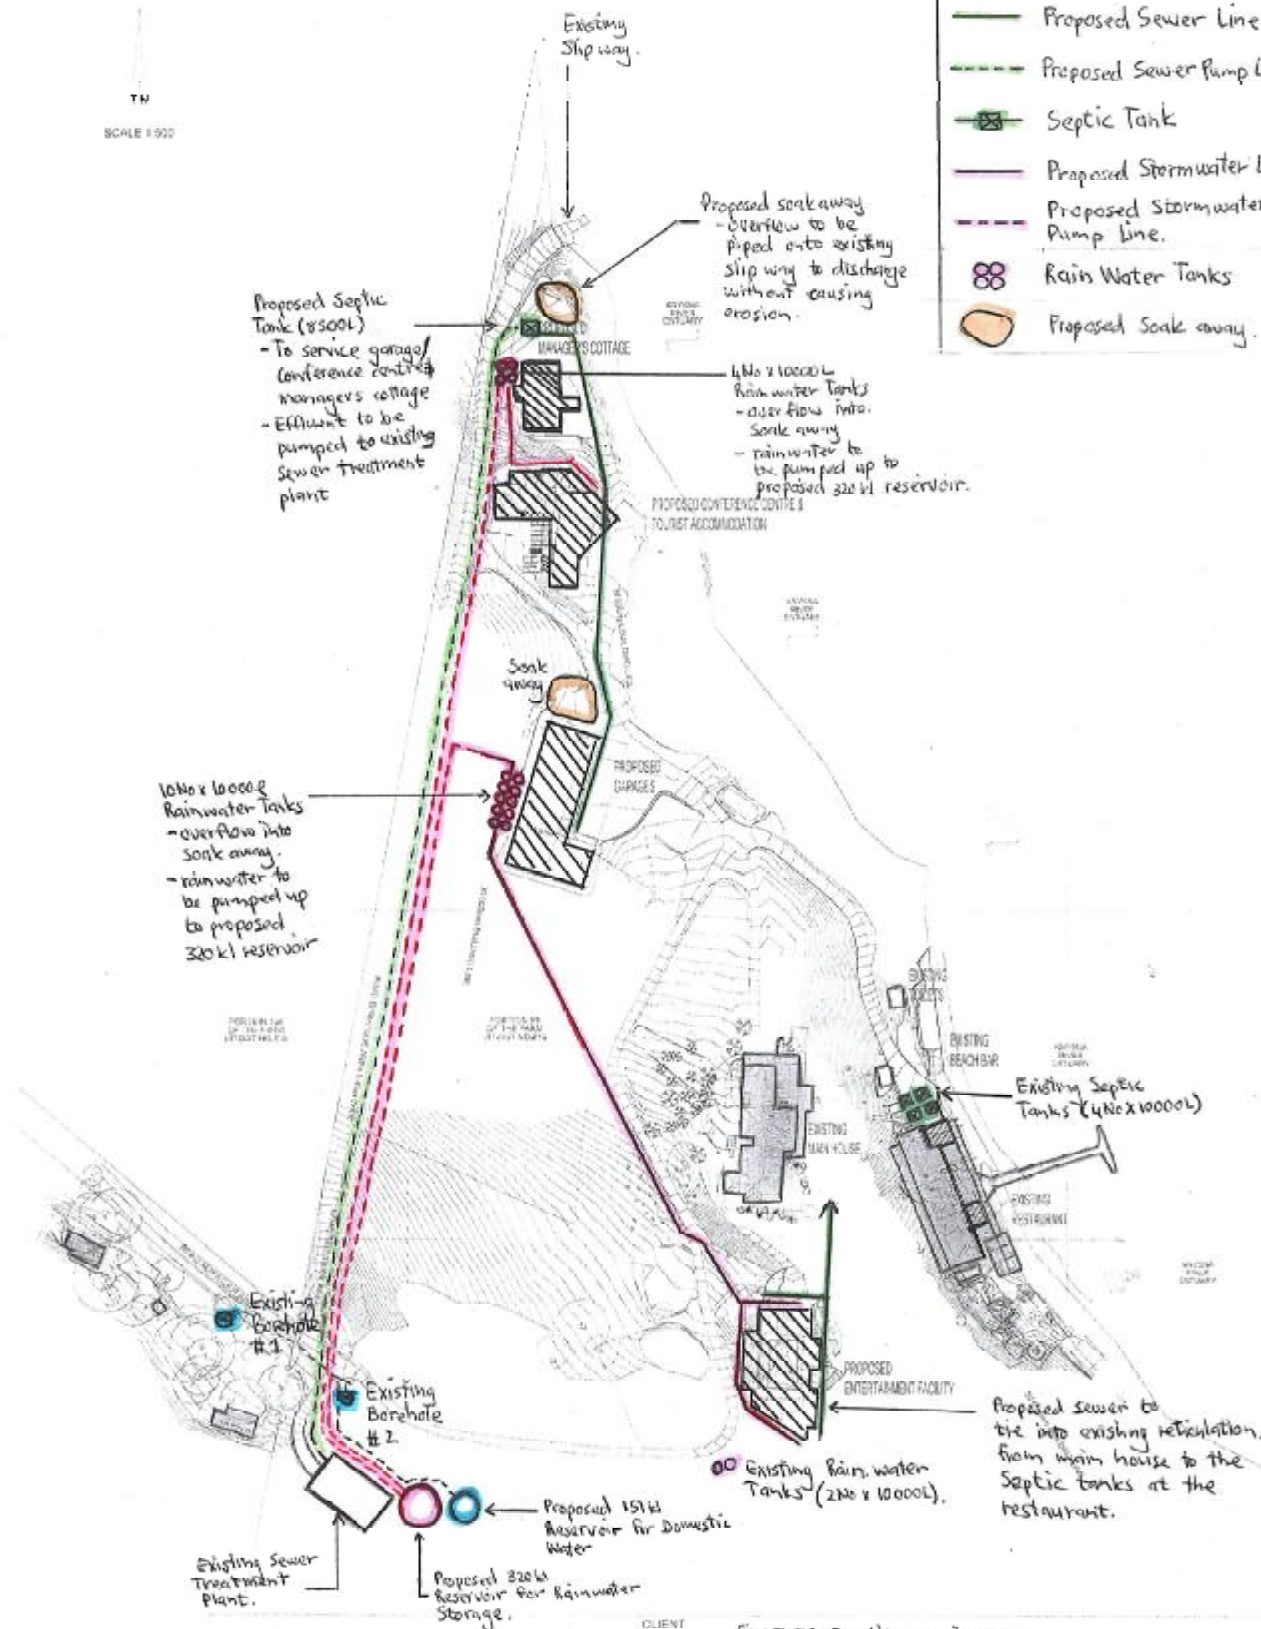 Existing
Slip way.
TN
SCALE 1:500
Proposed Sewer Line
Proposed Sewer Pump L
Septic Tank
Proposed Stormwater L
Proposed Stormwater
Pump Line.
Rain Water Tanks
Proposed Soak away.
Proposed soak away
- overflow to be
piped onto existing
slip way to discharge
without causing
erosion.
Proposed Septic
Tank (8500L)
- To service garage/
conference centre &
managers cottage
- Effluent to be
pumped to existing
sewer treatment
plant
MANAGER'S COTTAGE
4No x 10000L
Rain water Tanks
- overflow into
Soak away
- rainwater to
be pumped up to
proposed 320 kl reservoir.
PROPOSED CONFERENCE CENTRE &
TOURIST ACCOMMODATION
RIVER
Soak
away
PROPOSED
GARAGES
10No x 10000L
Rainwater Tanks
- overflow into
soak away.
- rainwater to
be pumped up
to proposed
320 kl reservoir
EXISTING
EXISTING
BEACH BAR
Existing Septic
Tanks (4No x 10000L)
EXISTING
MAIN HOUSE
EXISTING
RESTAURANT
Existing
Borehole
#1
Existing
Borehole
#2
PROPOSED
ENTERTAINMENT FACILITY
Proposed sewer to
tie into existing reticulation,
from main house to the
Septic tanks at the
restaurant.
Existing Rain water
Tanks (2No x 10000L).
Proposed 151 kl
Reservoir for Domestic
Water
Existing Sewer
Treatment
Plant.
Proposed 320 kl
Reservoir for Rainwater
Storage.
CLIENT